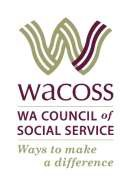 wacoss
WA COUNCIL of
SOCIAL SERVICE
Ways to make
a difference